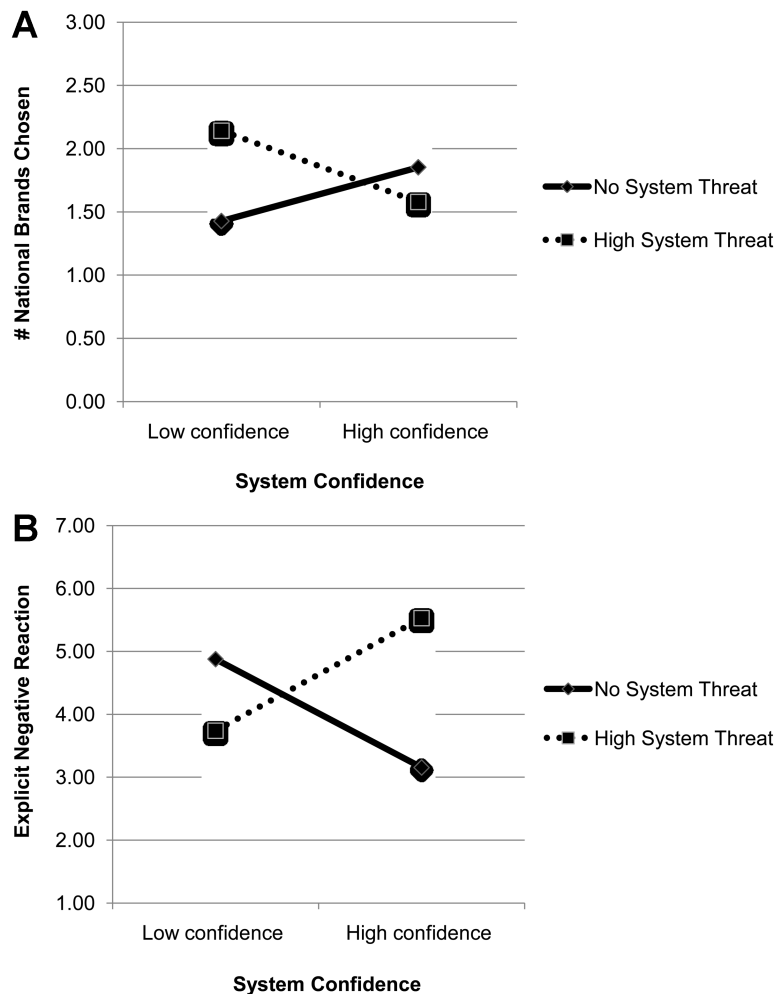 A
3.00
2.50
2.00
1.50
1.00
0.50
0.00
# National Brands Chosen
Low confidence
High confidence
System Confidence
No System Threat
High System Threat
B
7.00
6.00
5.00
4.00
3.00
2.00
1.00
Explicit Negative Reaction
Low confidence
High confidence
System Confidence
No System Threat
High System Threat